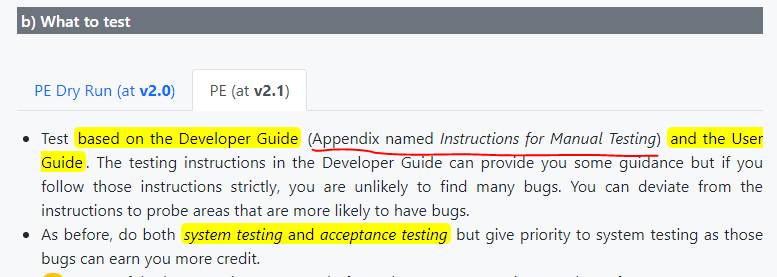 b) What to test
PE Dry Run (at v2.0) PE (at v2.1)
• Test based on the Developer Guide (Appendix named Instructions for Manual Testing) and the User
Guide. The testing instructions in the Developer Guide can provide you some guidance but if you
follow those instructions strictly, you are unlikely to find many bugs. You can deviate from the
instructions to probe areas that are more likely to have bugs.
• As before, do both system testing and acceptance testing but give priority to system testing as those
bugs can earn you more credit.